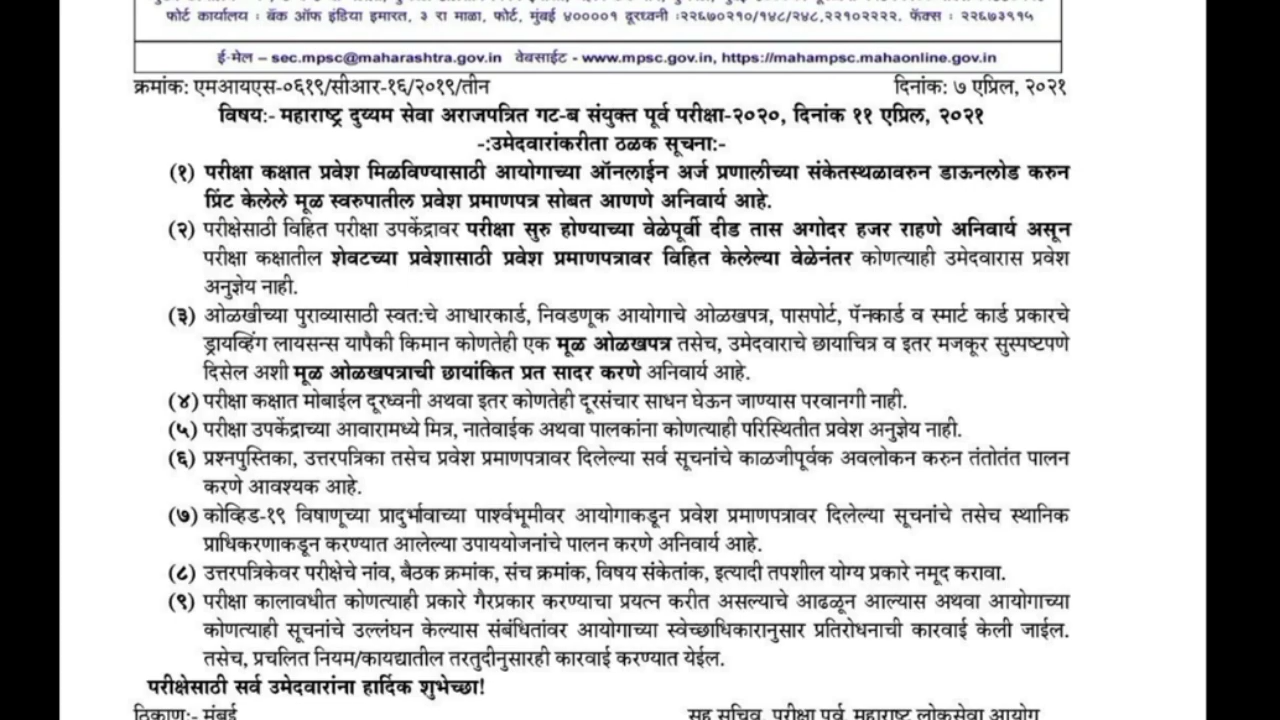 फोर्ट कार्यालय : बँक ऑफ इंडिया इमारत, ३ रा माळा, फोर्ट, मुंबई ४००००१ दूरध्वनी :२२६७०२१०/१४८/२४८,२२१०२२२२. फॅक्स : २२६७३९१५
ई-मेल – sec.mpsc@maharashtra.gov.in वेबसाईट - www.mpsc.gov.in, https://mahampsc.mahaonline.gov.in
क्रमांक: एमआयएस-०६१९/सीआर-१६/२०१९/तीन दिनांक: ७ एप्रिल, २०२१
विषय:- महाराष्ट्र दुय्यम सेवा अराजपत्रित गट-ब संयुक्त पूर्व परीक्षा-२०२०, दिनांक ११ एप्रिल, २०२१
-:उमेदवारांकरीता ठळक सूचना:-
(१) परीक्षा कक्षात प्रवेश मिळविण्यासाठी आयोगाच्या ऑनलाईन अर्ज प्रणालीच्या संकेतस्थळावरुन डाऊनलोड करुन
प्रिंट केलेले मूळ स्वरुपातील प्रवेश प्रमाणपत्र सोबत आणणे अनिवार्य आहे.
(२) परीक्षेसाठी विहित परीक्षा उपकेंद्रावर परीक्षा सुरु होण्याच्या वेळेपूर्वी दीड तास अगोदर हजर राहणे अनिवार्य असून
परीक्षा कक्षातील शेवटच्या प्रवेशासाठी प्रवेश प्रमाणपत्रावर विहित केलेल्या वेळेनंतर कोणत्याही उमेदवारास प्रवेश
अनुज्ञेय नाही.
(३) ओळखीच्या पुराव्यासाठी स्वत:चे आधारकार्ड, निवडणूक आयोगाचे ओळखपत्र, पासपोर्ट, पॅनकार्ड व स्मार्ट कार्ड प्रकारचे
ड्रायव्हिंग लायसन्स यापैकी किमान कोणतेही एक मूळ ओळखपत्र तसेच, उमेदवाराचे छायाचित्र व इतर मजकूर सुस्पष्टपणे
दिसेल अशी मूळ ओळखपत्राची छायांकित प्रत सादर करणे अनिवार्य आहे.
(४) परीक्षा कक्षात मोबाईल दूरध्वनी अथवा इतर कोणतेही दूरसंचार साधन घेऊन जाण्यास परवानगी नाही.
(५) परीक्षा उपकेंद्राच्या आवारामध्ये मित्र, नातेवाईक अथवा पालकांना कोणत्याही परिस्थितीत प्रवेश अनुज्ञेय नाही.
(६) प्रश्नपुस्तिका, उत्तरपत्रिका तसेच प्रवेश प्रमाणपत्रावर दिलेल्या सर्व सूचनांचे काळजीपूर्वक अवलोकन करुन तंतोतंत पालन
करणे आवश्यक आहे.
(७) कोव्हिड-१९ विषाणूच्या प्रादुर्भावाच्या पार्श्वभूमीवर आयोगाकडून प्रवेश प्रमाणपत्रावर दिलेल्या सूचनांचे तसेच स्थानिक
प्राधिकरणाकडून करण्यात आलेल्या उपाययोजनांचे पालन करणे अनिवार्य आहे.
(८) उत्तरपत्रिकेवर परीक्षेचे नांव, बैठक क्रमांक, संच क्रमांक, विषय संकेतांक, इत्यादी तपशील योग्य प्रकारे नमूद करावा.
(९) परीक्षा कालावधीत कोणत्याही प्रकारे गैरप्रकार करण्याचा प्रयत्न करीत असल्याचे आढळून आल्यास अथवा आयोगाच्या
कोणत्याही सूचनांचे उल्लंघन केल्यास संबंधितांवर आयोगाच्या स्वेच्छाधिकारानुसार प्रतिरोधनाची कारवाई केली जाईल.
तसेच, प्रचलित नियम/कायद्यातील तरतुदीनुसारही कारवाई करण्यात येईल.
परीक्षेसाठी सर्व उमेदवारांना हार्दिक शुभेच्छा!
ठिकाण:- मुंबई सह सचिव, परीक्षा पूर्व, महाराष्ट्र लोकसेवा आयोग